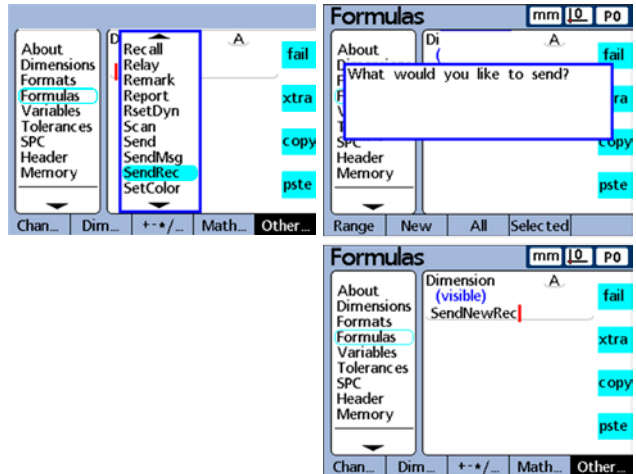 About
Dimensions
Formats
Formulas
Variables
Tolerances
SPC
Header
Memory
D
A
Recall
Relay
Remark
Report
RsetDyn
Scan
Send
SendMsg
SendRec
SetColor
fail
xtra
copy
pste
Chan... Dim... +-*/... Math... Other...
Formulas mm 0 P0
About
Di A
(
fail
What would you like to send?
ra
SPC
Header
Memory
copy
pste
Range New All Selected
Formulas mm 0 P0
About
Dimensions
Formats
Formulas
Variables
Tolerances
SPC
Header
Memory
Dimension A
(visible)
SendNewRec
fail
xtra
copy
pste
Chan... Dim... +-*/... Math... Other...